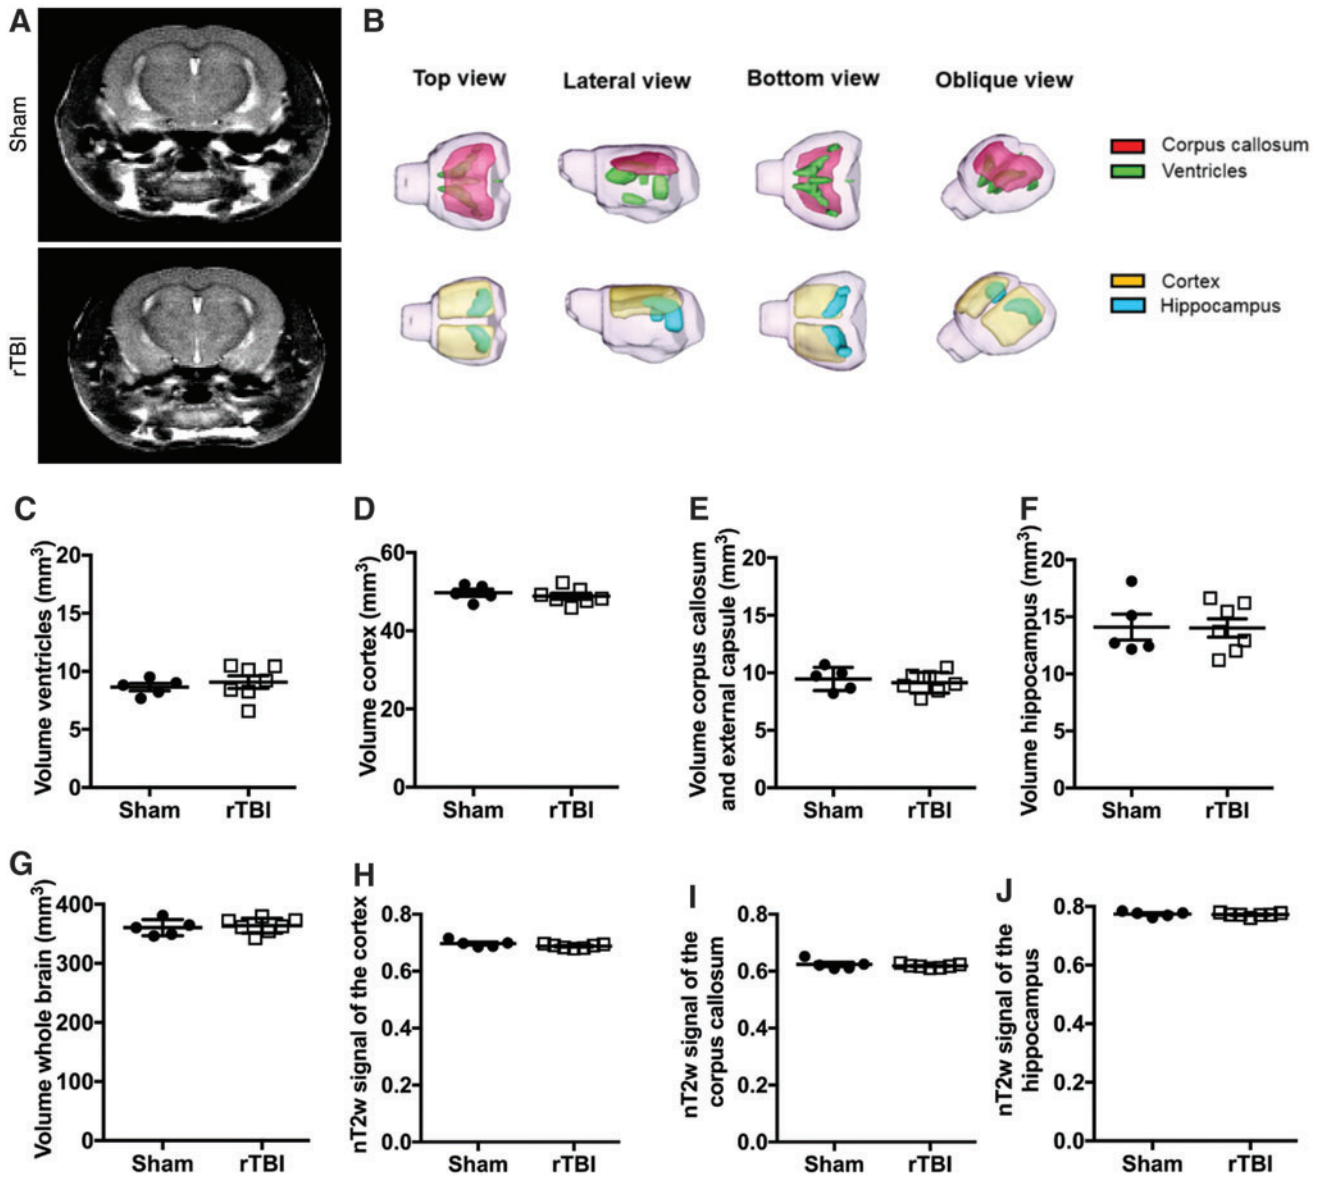 A
B
Sham
rTBI
Top view
Lateral view
Bottom view
Oblique view
Corpus callosum
Ventricles
Cortex
Hippocampus
C
Volume ventricles (mm³)
20
15
10
5
0
Sham
rTBI
D
Volume cortex (mm³)
60
40
20
0
Sham
rTBI
E
Volume corpus callosum
and external capsule (mm³)
20
15
10
5
0
Sham
rTBI
F
Volume hippocampus (mm³)
20
15
10
5
0
Sham
rTBI
G
Volume whole brain (mm³)
400
300
200
100
0
Sham
rTBI
H
nT2w signal of the cortex
0.8
0.6
0.4
0.2
0.0
Sham
rTBI
I
nT2w signal of the
corpus callosum
0.8
0.6
0.4
0.2
0.0
Sham
rTBI
J
nT2w signal of the
hippocampus
0.8
0.6
0.4
0.2
0.0
Sham
rTBI